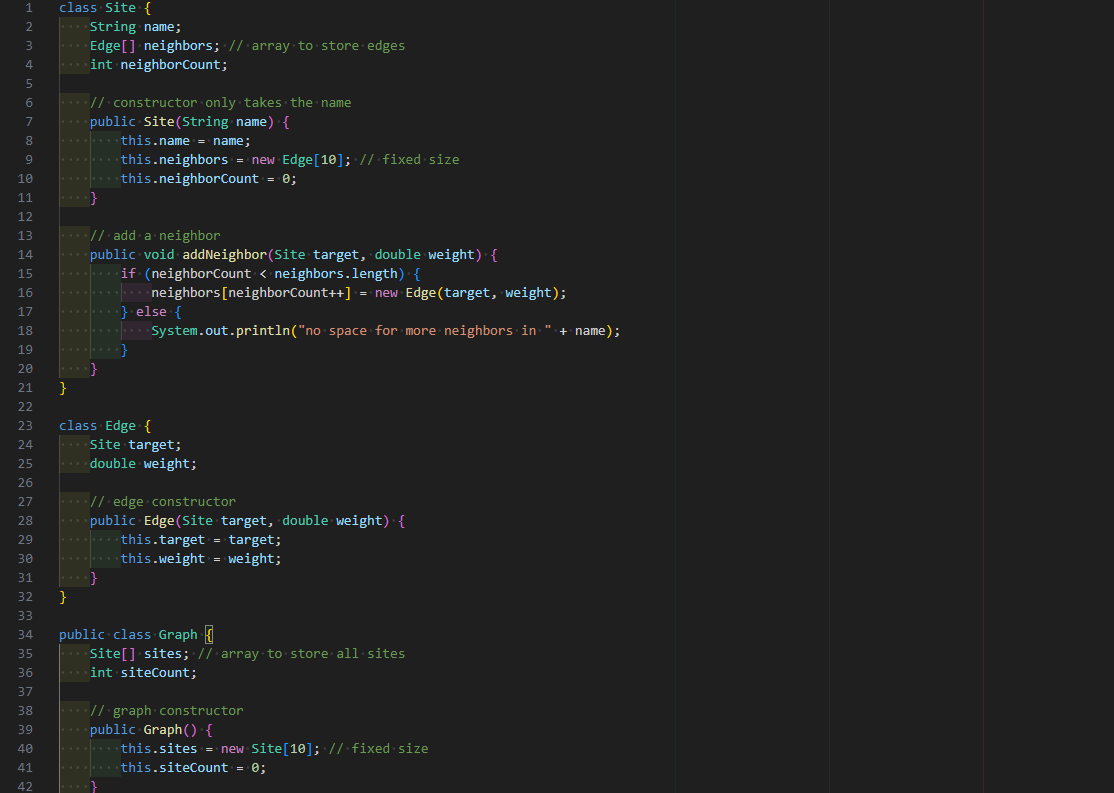 1 class Site {
2     String name;
3     Edge[] neighbors; // array to store edges
4     int neighborCount;
5
6     // constructor only takes the name
7     public Site(String name) {
8         this.name = name;
9         this.neighbors = new Edge[10]; // fixed size
10         this.neighborCount = 0;
11     }
12
13     // add a neighbor
14     public void addNeighbor(Site target, double weight) {
15         if (neighborCount < neighbors.length) {
16             neighbors[neighborCount++] = new Edge(target, weight);
17         } else {
18             System.out.println("no space for more neighbors in " + name);
19         }
20     }
21 }
22
23 class Edge {
24     Site target;
25     double weight;
26
27     // edge constructor
28     public Edge(Site target, double weight) {
29         this.target = target;
30         this.weight = weight;
31     }
32 }
33
34 public class Graph {
35     Site[] sites; // array to store all sites
36     int siteCount;
37
38     // graph constructor
39     public Graph() {
40         this.sites = new Site[10]; // fixed size
41         this.siteCount = 0;
42     }